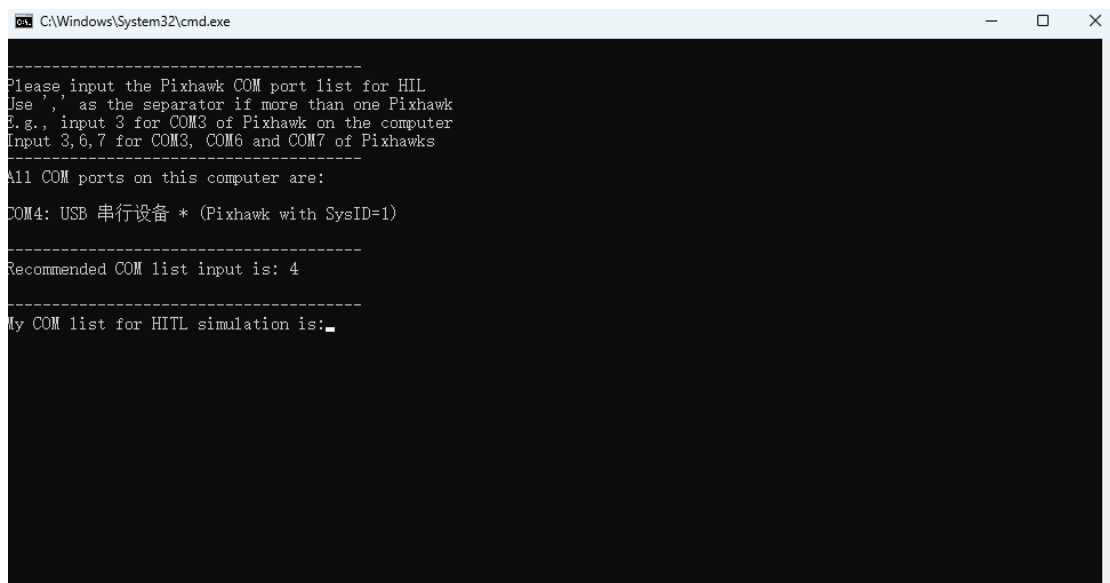 C:\Windows\System32\cmd.exe
---------------------------------------
Please input the Pixhawk COM port list for HIL
Use ',' as the separator if more than one Pixhawk
E.g., input 3 for COM3 of Pixhawk on the computer
Input 3,6,7 for COM3, COM6 and COM7 of Pixhawks
---------------------------------------
All COM ports on this computer are:
COM4: USB 串行设备 * (Pixhawk with SysID=1)
---------------------------------------
Recommended COM list input is: 4
---------------------------------------
My COM list for HITL simulation is: